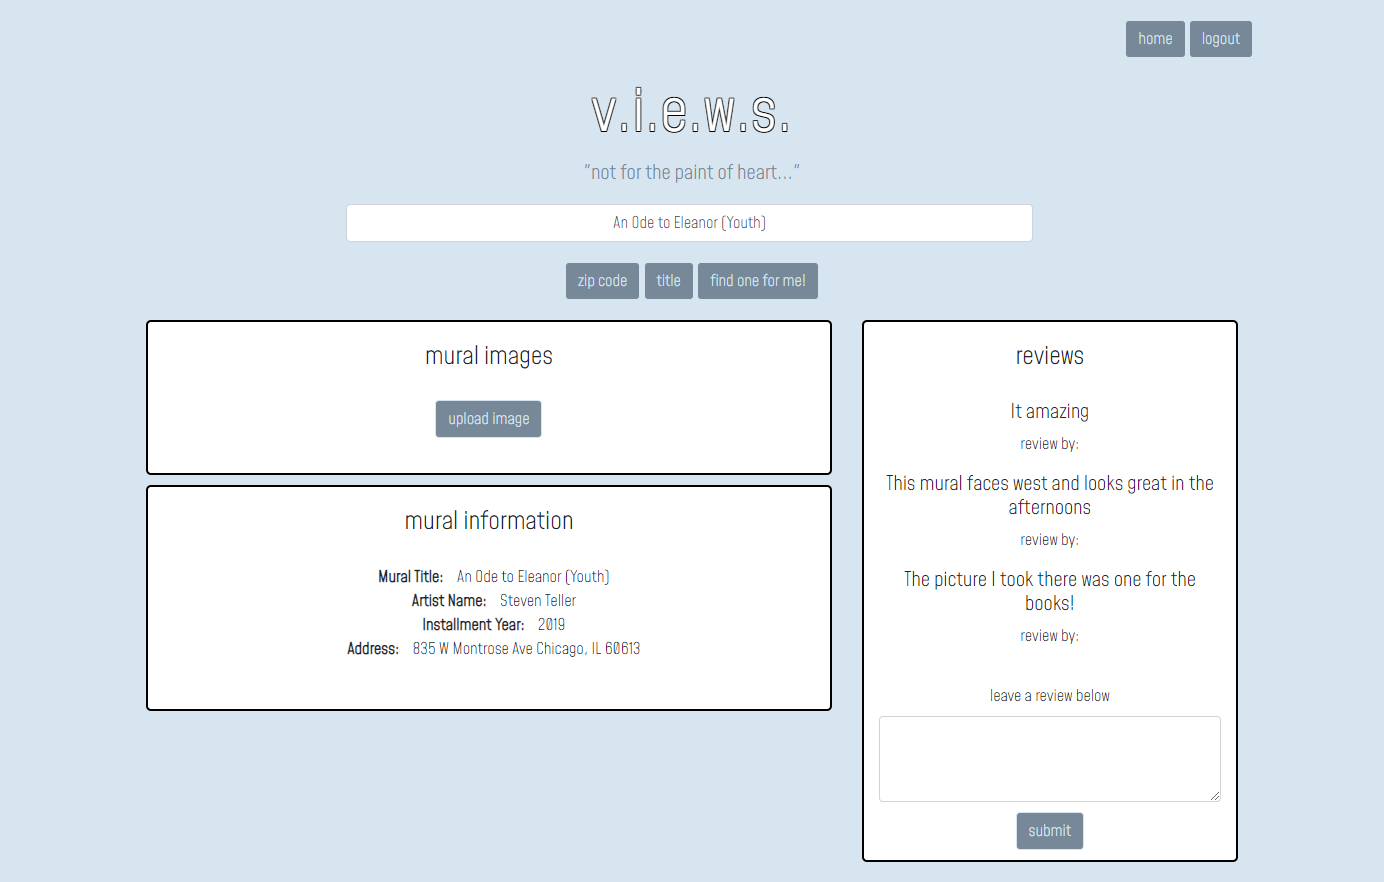 home logout
v.i.e.w.s.
"not for the paint of heart..."
An Ode to Eleanor (Youth)
zip code title find one for me!
mural images
upload image
mural information
Mural Title: An Ode to Eleanor (Youth)
Artist Name: Steven Teller
Installment Year: 2019
Address: 835 W Montrose Ave Chicago, IL 60613
reviews
It amazing
review by:
This mural faces west and looks great in the
afternoons
review by:
The picture I took there was one for the
books!
review by:
leave a review below
submit